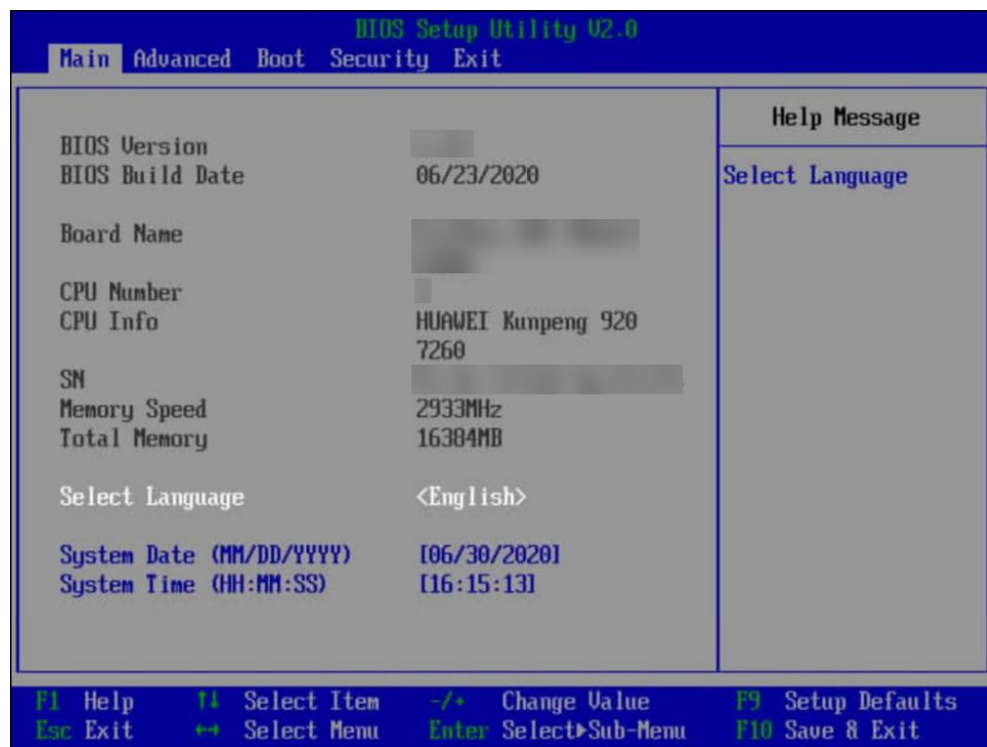 BIOS Setup Utility V2.0
Main Advanced Boot Security Exit
Help Message
Select Language
BIOS Version
BIOS Build Date 06/23/2020
Board Name
CPU Number
CPU Info HUAWEI Kunpeng 920
7260
SN
Memory Speed 2933MHz
Total Memory 16384MB
Select Language <English>
System Date (MM/DD/YYYY) [06/30/2020]
System Time (HH:MM:SS) [16:15:13]
F1 Help ↑↓ Select Item -/+ Change Value F9 Setup Defaults
Esc Exit ←→ Select Menu Enter Select▶Sub-Menu F10 Save & Exit